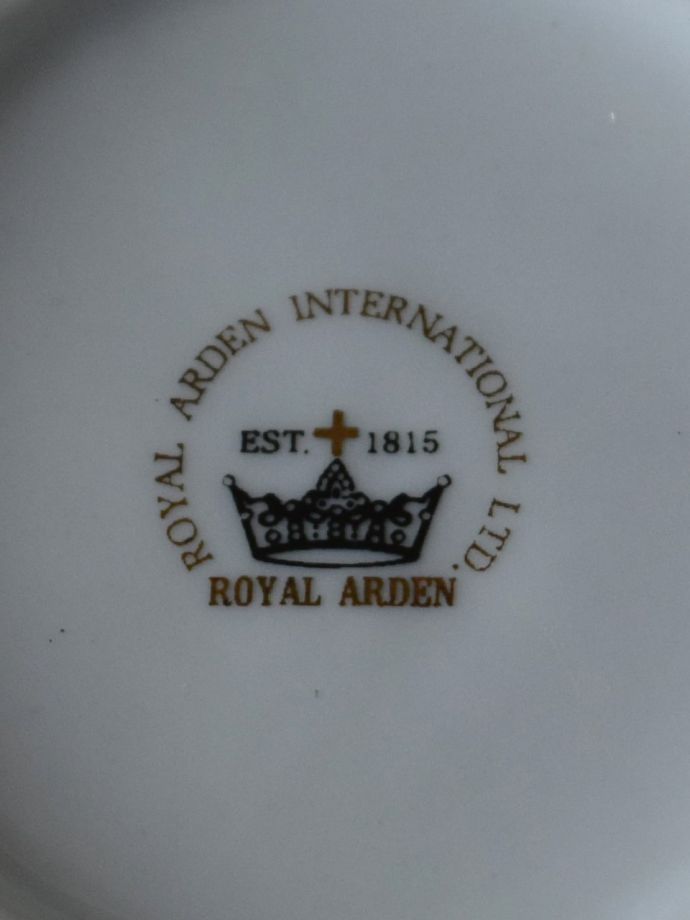 ROYAL ARDEN INTERNATIONAL LTD.
EST. 1815
ROYAL ARDEN